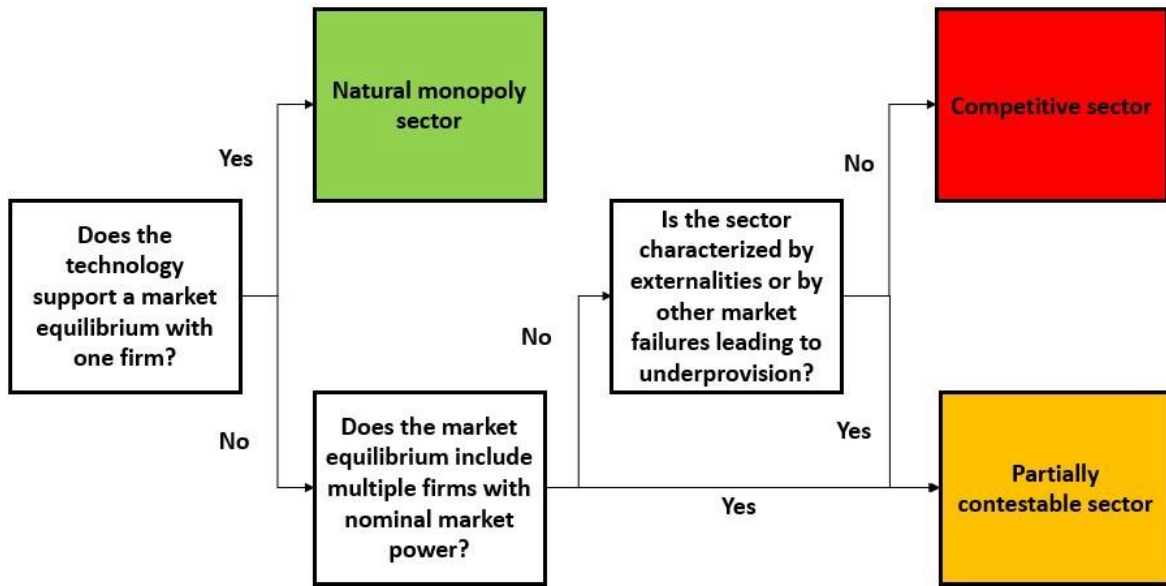 Natural monopoly
sector
Competitive sector
Yes
No
Does the
technology
support a market
equilibrium with
one firm?
Is the sector
characterized by
externalities or by
other market
failures leading to
underprovision?
No
No
Does the market
equilibrium include
multiple firms with
nominal market
power?
Yes
Yes
Partially
contestable sector